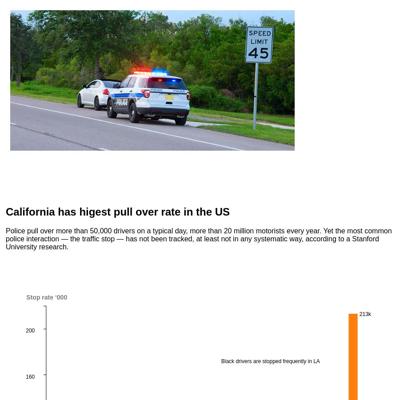 SPEED
LIMIT
45
POLICE
California has higest pull over rate in the US
Police pull over more than 50,000 drivers on a typical day, more than 20 million motorists every year. Yet the most common
police interaction — the traffic stop — has not been tracked, at least not in any systematic way, according to a Stanford
University research.
Stop rate ‘000
213k
200
Black drivers are stopped frequently in LA
160